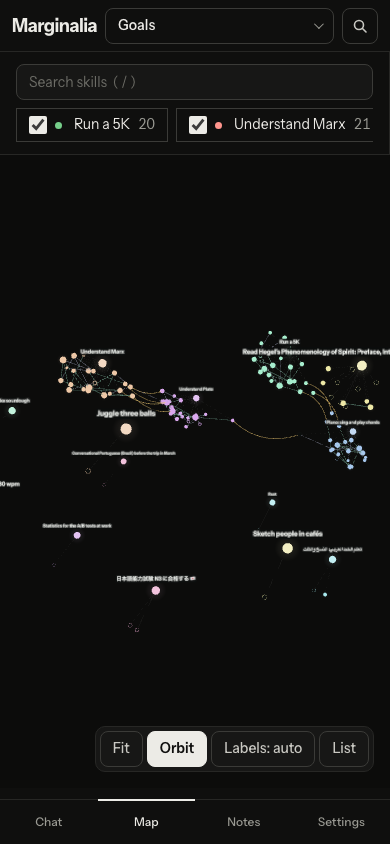 Marginalia
Goals
Search skills ( / )
Run a 5K 20
Understand Marx 21
Run a 5K
Understand Marx
Read Hegel's Phenomenology of Spirit: Preface, Int
Understand Plato
Juggle three balls
Conversational Portuguese (Brazil) before the trip in March
30 wpm
Statistics for the A/B tests at work
Sketch people in cafés
日本語能力試験 N3 に合格する
Fit
Orbit
Labels: auto
List
Chat
Map
Notes
Settings